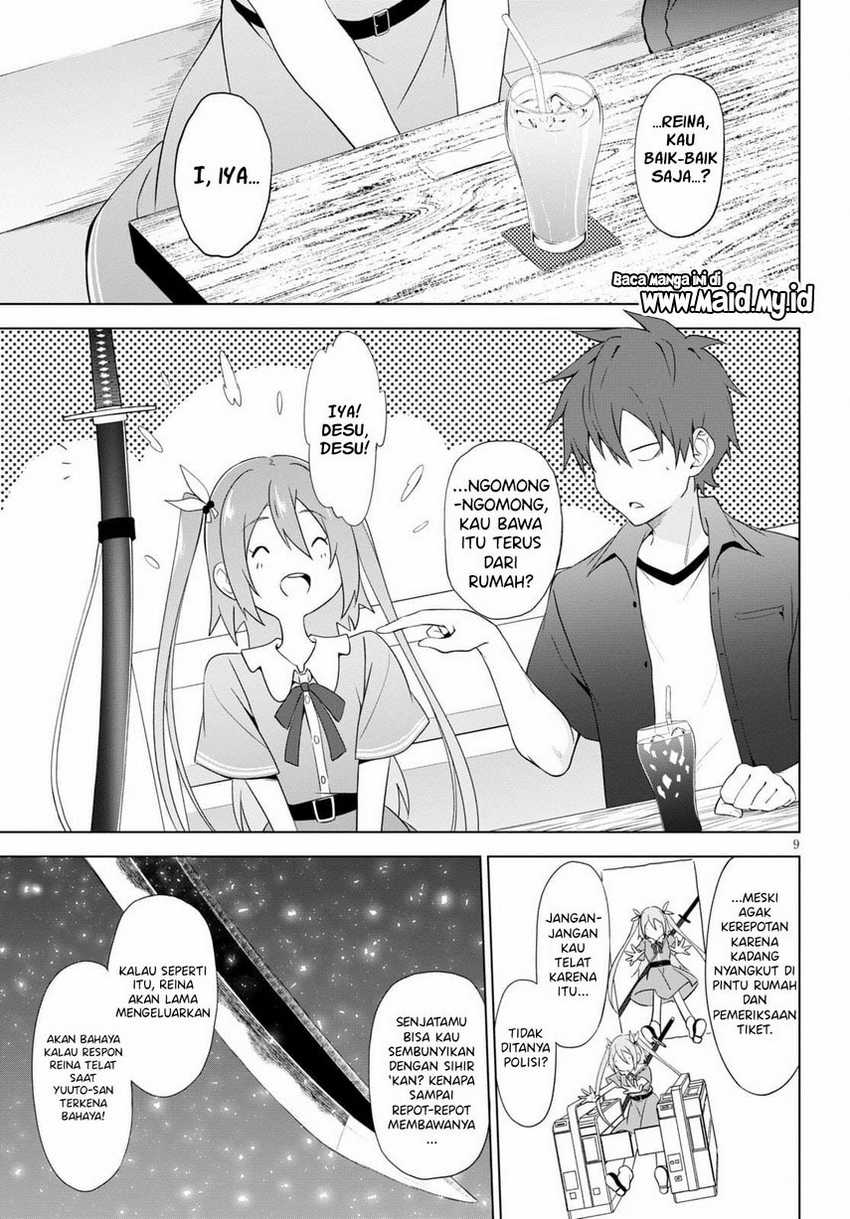 ...REINA,
KAU
BAIK-BAIK
SAJA...?
I, IYA...
Baca Manga ini di
www.Maid.My.id
...NGOMONG
-NGOMONG,
KAU BAWA
ITU TERUS
DARI
RUMAH?
IYA!
DESU,
DESU!
9
...MESKI
AGAK
KEREPOTAN
KARENA
KADANG
NYANGKUT DI
PINTU RUMAH
DAN
PEMERIKSAAN
TIKET.
JANGAN-
JANGAN
KAU
TELAT
KARENA
ITU...
TIDAK
DITANYA
POLISI?
SENJATAMU
BISA KAU
SEMBUNYIKAN
DENGAN SIHIR
'KAN? KENAPA
SAMPAI
REPOT-REPOT
MEMBAWANYA
...
KALAU SEPERTI
ITU, REINA
AKAN LAMA
MENGELUARKAN
AKAN BAHAYA
KALAU RESPON
REINA TELAT
SAAT
YUUTO-SAN
TERKENA
BAHAYA!